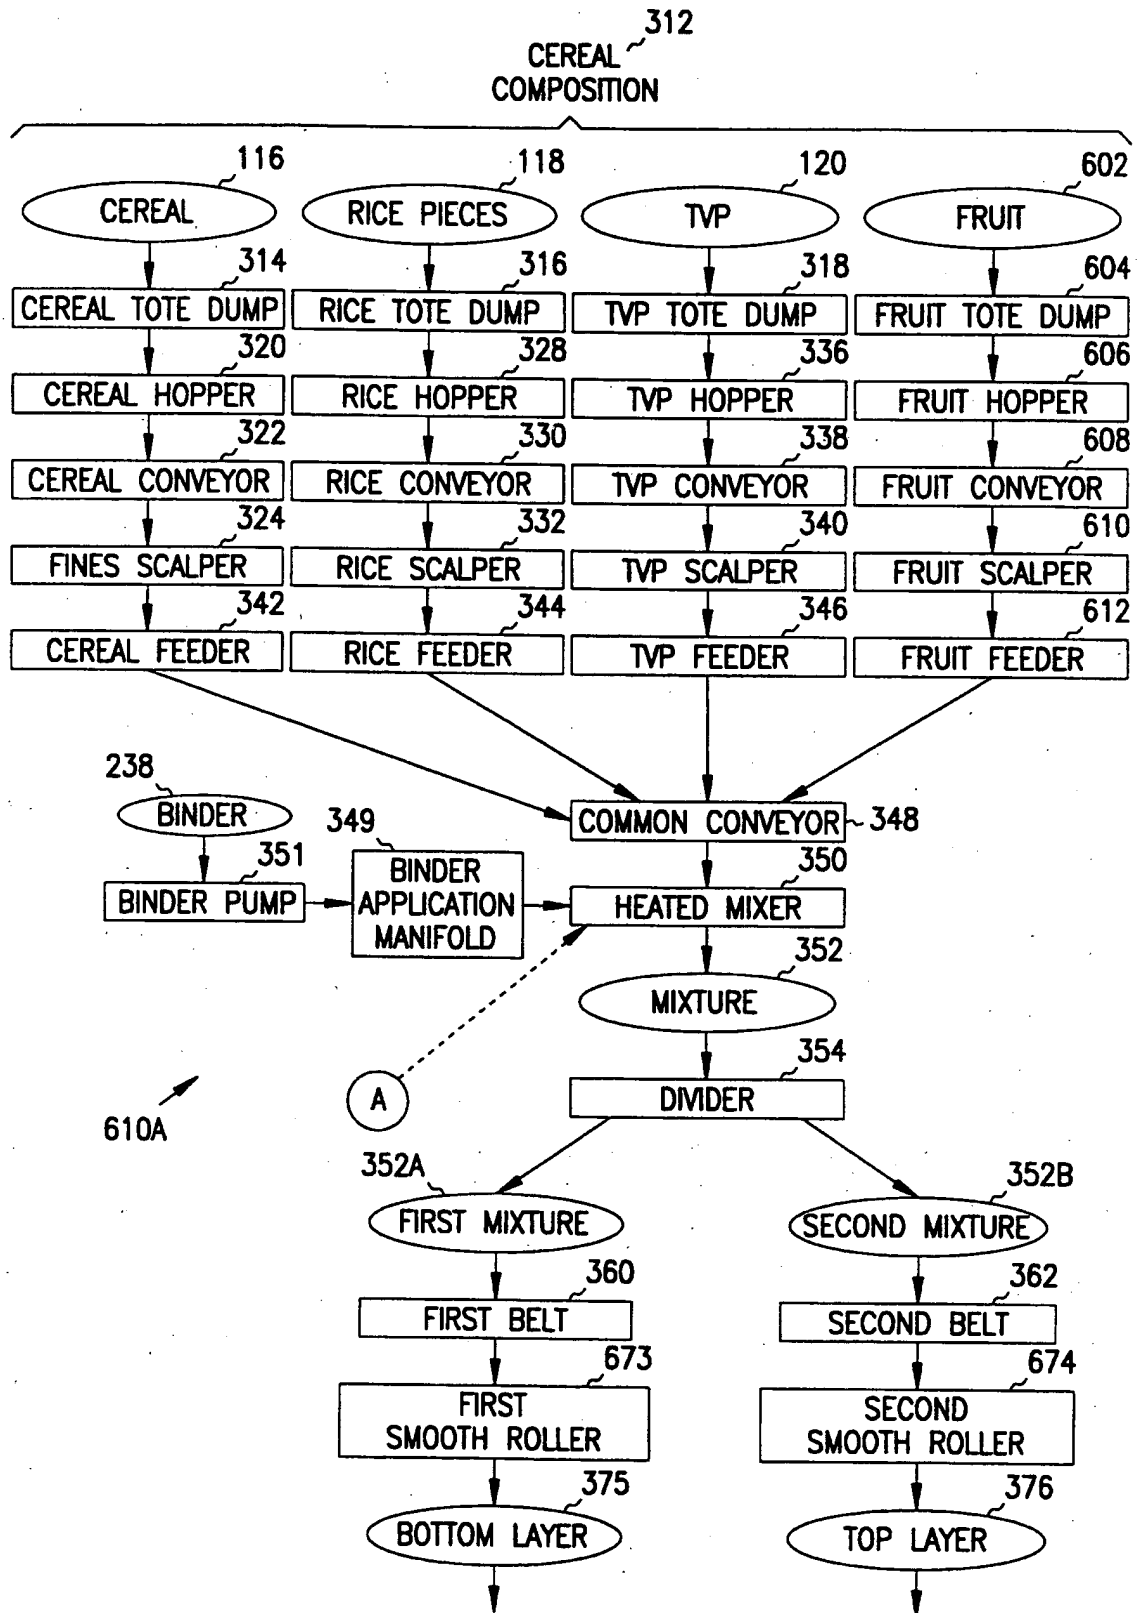 312
CEREAL
COMPOSITION
116
118
120
602
CEREAL
RICE PIECES
TVP
FRUIT
314
316
318
604
CEREAL TOTE DUMP
RICE TOTE DUMP
TVP TOTE DUMP
FRUIT TOTE DUMP
320
328
336
606
CEREAL HOPPER
RICE HOPPER
TVP HOPPER
FRUIT HOPPER
322
330
338
608
CEREAL CONVEYOR
RICE CONVEYOR
TVP CONVEYOR
FRUIT CONVEYOR
324
332
340
610
FINES SCALPER
RICE SCALPER
TVP SCALPER
FRUIT SCALPER
342
344
346
612
CEREAL FEEDER
RICE FEEDER
TVP FEEDER
FRUIT FEEDER
238
BINDER
349
COMMON CONVEYOR
348
351
350
BINDER PUMP
BINDER
APPLICATION
MANIFOLD
HEATED MIXER
352
MIXTURE
354
A
DIVIDER
610A
352A
352B
FIRST MIXTURE
SECOND MIXTURE
360
362
FIRST BELT
SECOND BELT
673
674
FIRST
SMOOTH ROLLER
SECOND
SMOOTH ROLLER
375
376
BOTTOM LAYER
TOP LAYER